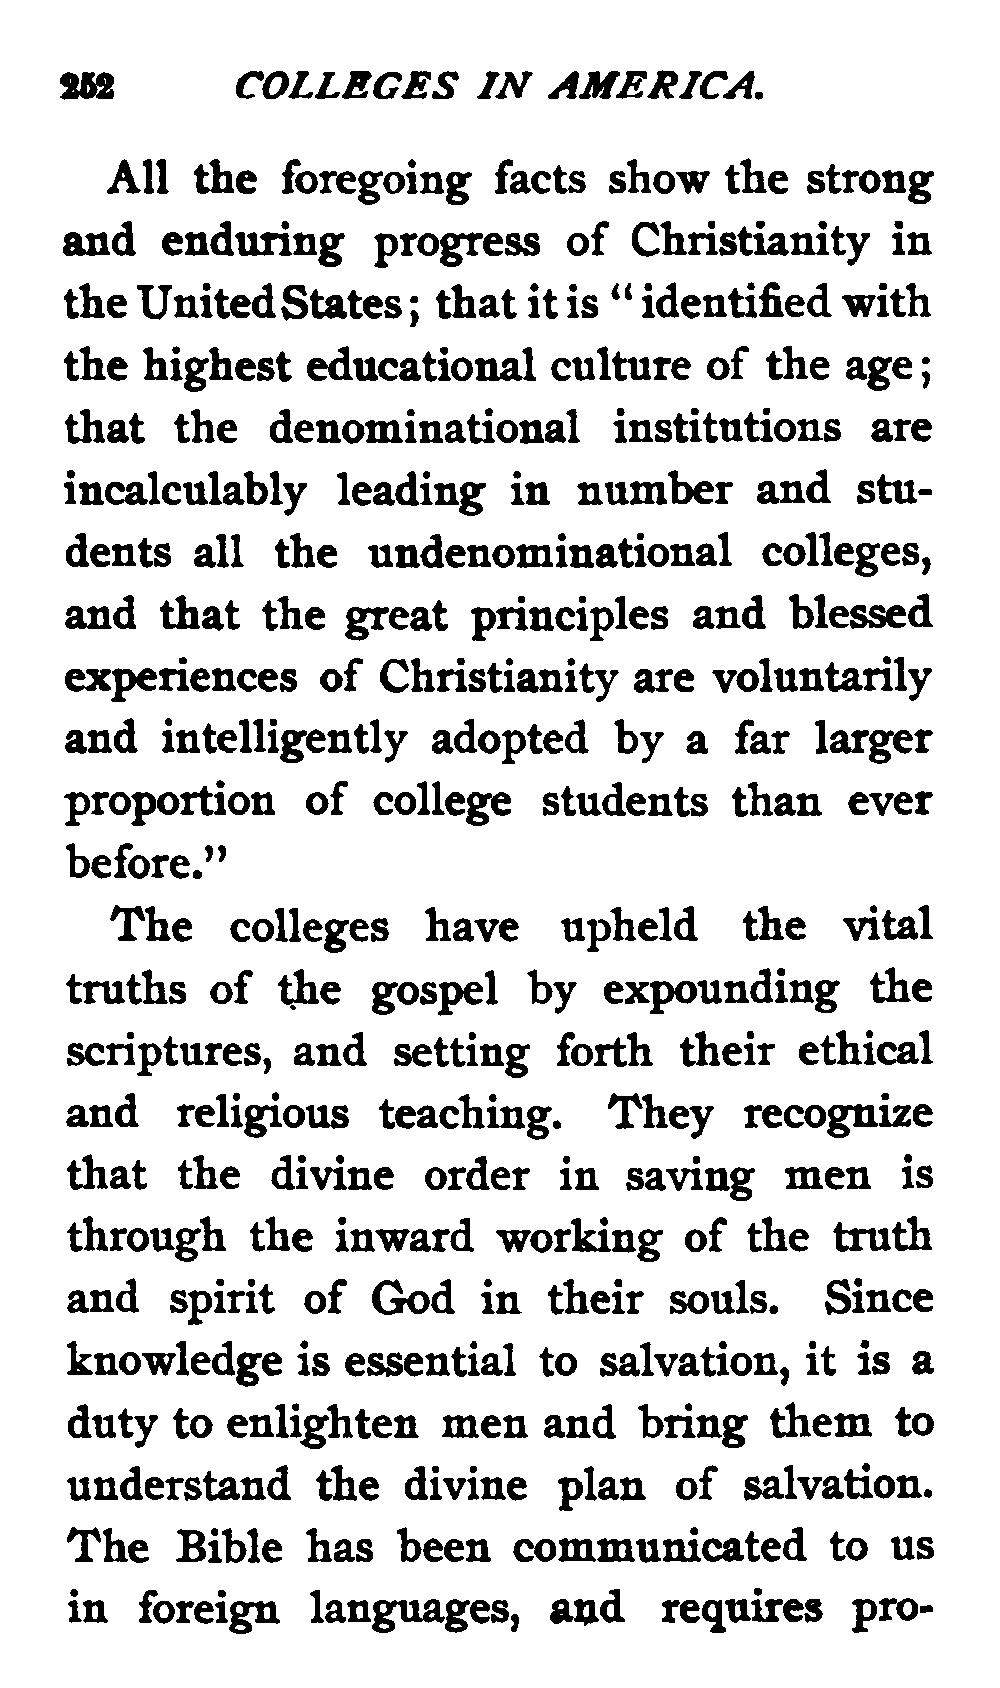 252 COLLEGES IN AMERICA.
All the foregoing facts show the strong
and enduring progress of Christianity in
the United States; that it is "identified with
the highest educational culture of the age;
that the denominational institutions are
incalculably leading in number and stu-
dents all the undenominational colleges,
and that the great principles and blessed
experiences of Christianity are voluntarily
and intelligently adopted by a far larger
proportion of college students than ever
before."
The colleges have upheld the vital
truths of the gospel by expounding the
scriptures, and setting forth their ethical
and religious teaching. They recognize
that the divine order in saving men is
through the inward working of the truth
and spirit of God in their souls. Since
knowledge is essential to salvation, it is a
duty to enlighten men and bring them to
understand the divine plan of salvation.
The Bible has been communicated to us
in foreign languages, and requires pro-